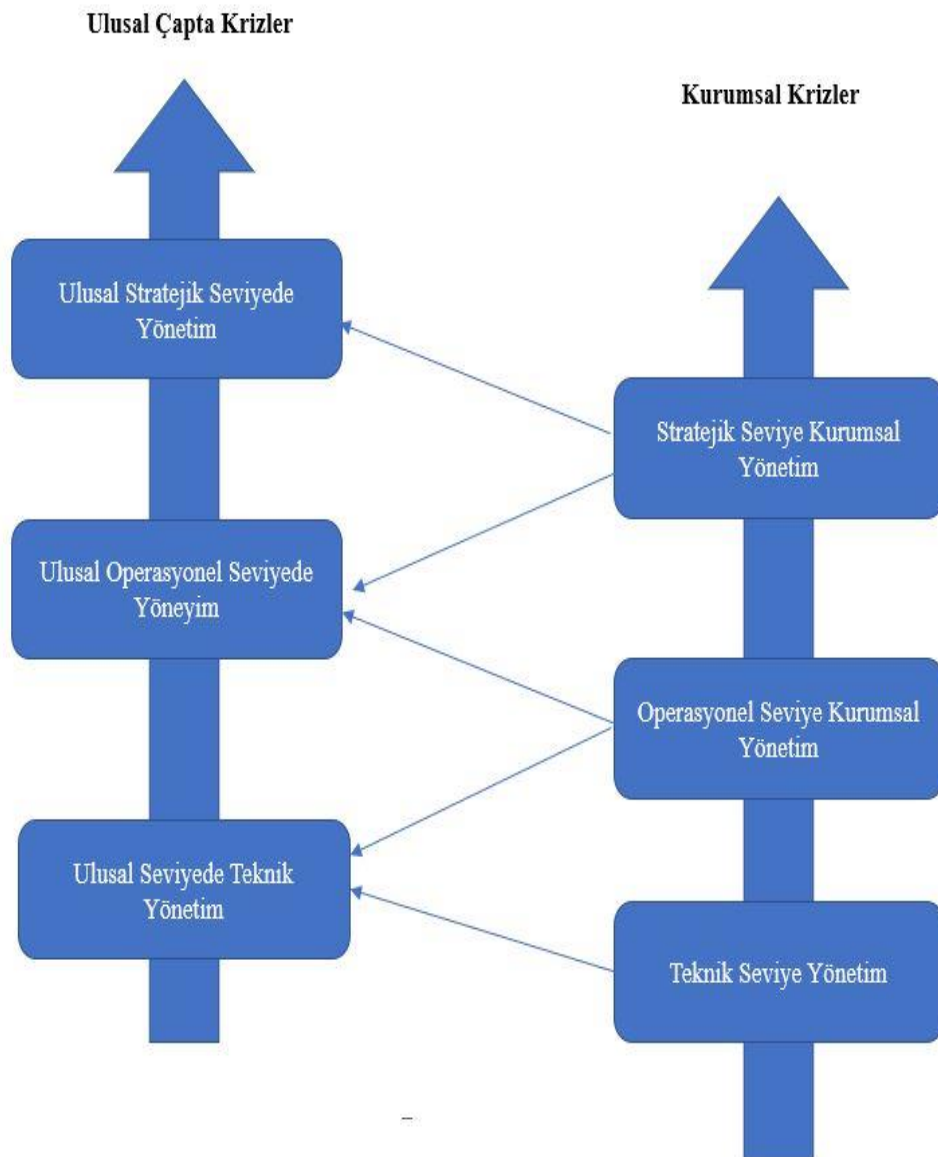 Ulusal Çapta Krizler
Kurumsal Krizler
Ulusal Stratejik Seviyede
Yönetim
Stratejik Seviye Kurumsal
Yönetim
Ulusal Operasyonel Seviyede
Yöneyim
Operasyonel Seviye Kurumsal
Yönetim
Ulusal Seviyede Teknik
Yönetim
Teknik Seviye Yönetim